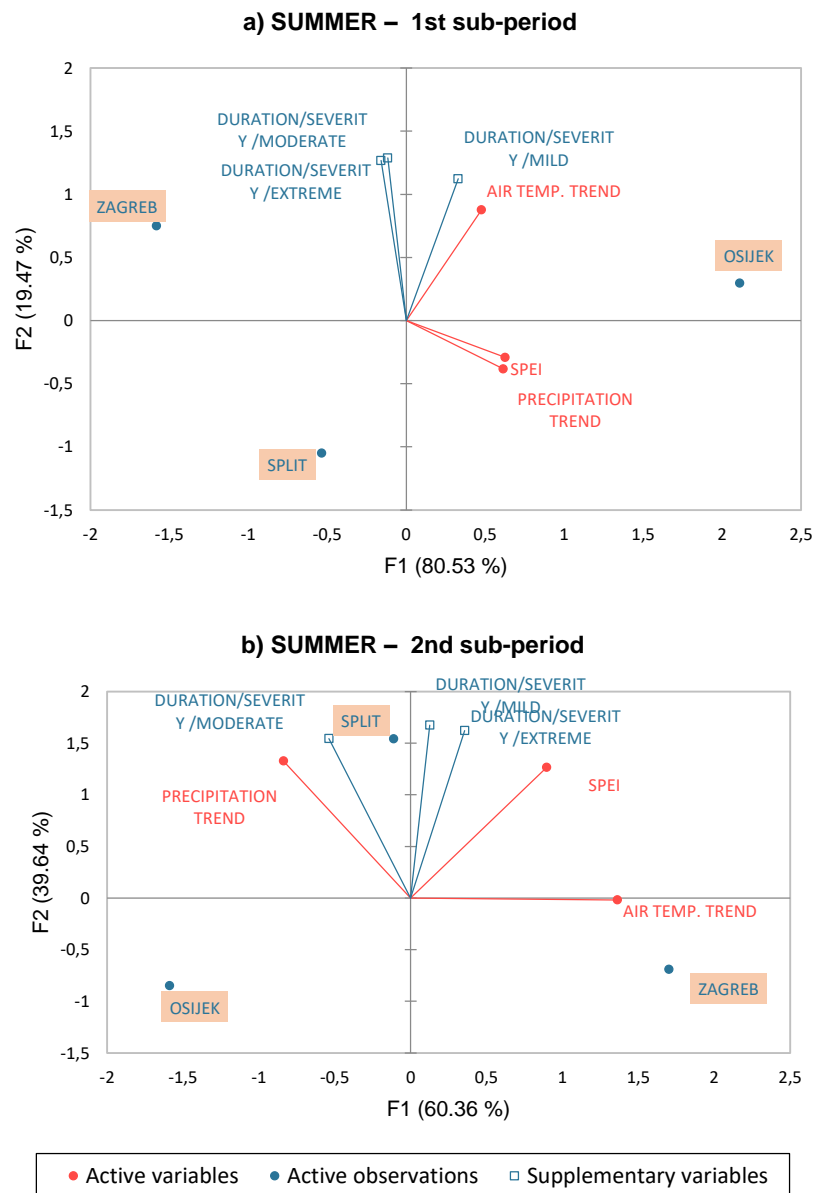 a) SUMMER – 1st sub-period
2
1,5
1
0,5
0
-0,5
-1
-1,5
-2
-1,5
-1
-0,5
0
0,5
1
1,5
2
2,5
F2 (19.47 %)
F1 (80.53 %)
DURATION/SEVERIT
Y /MODERATE
DURATION/SEVERIT
Y /EXTREME
DURATION/SEVERIT
Y /MILD
AIR TEMP. TREND
ZAGREB
OSIJEK
SPEI
PRECIPITATION
TREND
SPLIT
b) SUMMER – 2nd sub-period
2
1,5
1
0,5
0
-0,5
-1
-1,5
-2
-1,5
-1
-0,5
0
0,5
1
1,5
2
2,5
F2 (39.64 %)
F1 (60.36 %)
DURATION/SEVERIT
Y /MODERATE
SPLIT
DURATION/SEVERIT
Y /MILD
DURATION/SEVERIT
Y /EXTREME
PRECIPITATION
TREND
SPEI
AIR TEMP. TREND
OSIJEK
ZAGREB
Active variables
Active observations
Supplementary variables